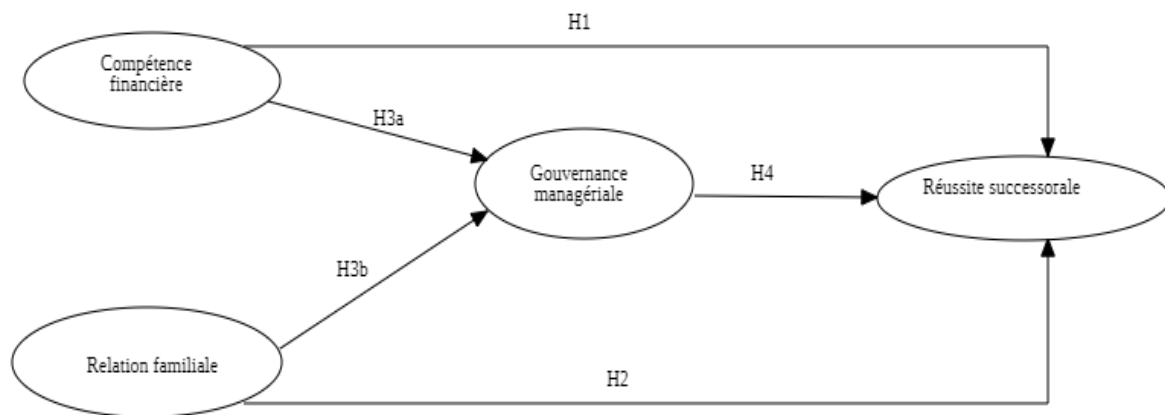 H1
Compétence
financière
H3a
Gouvernance
managériale
H4
Réussite successorale
H3b
Relation familiale
H2